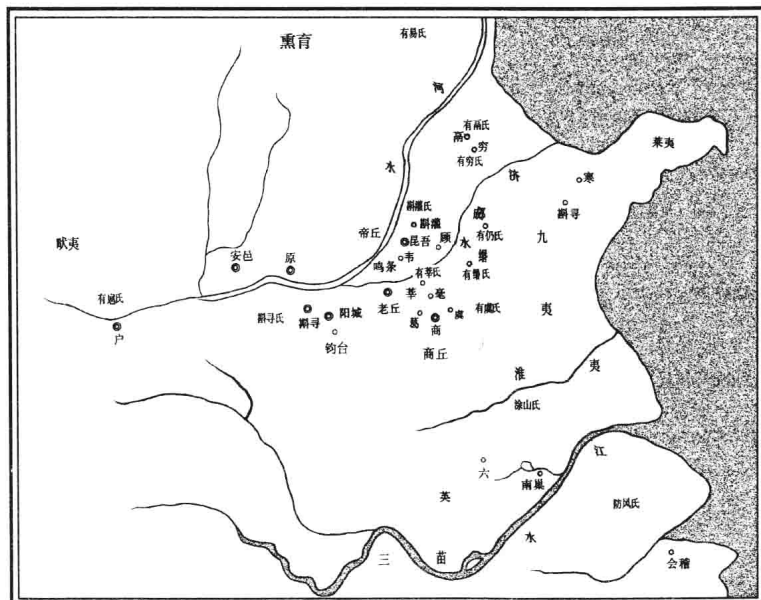 熏育
有易氏
河水
有鬲氏
鬲
穷
有穷氏
济水
莱夷
寒
斟寻
斟灌氏
斟灌
帝丘
昆吾
顾
有仍氏
九夷
畎夷
安邑
原
鸣条
韦
有缗氏
有莘氏
莘
亳
有扈氏
户
斟寻氏
斟寻
阳城
老丘
葛
商
虞
有虞氏
钧台
商丘
淮夷
涂山氏
六
南巢
江水
英
防风氏
三苗
会稽